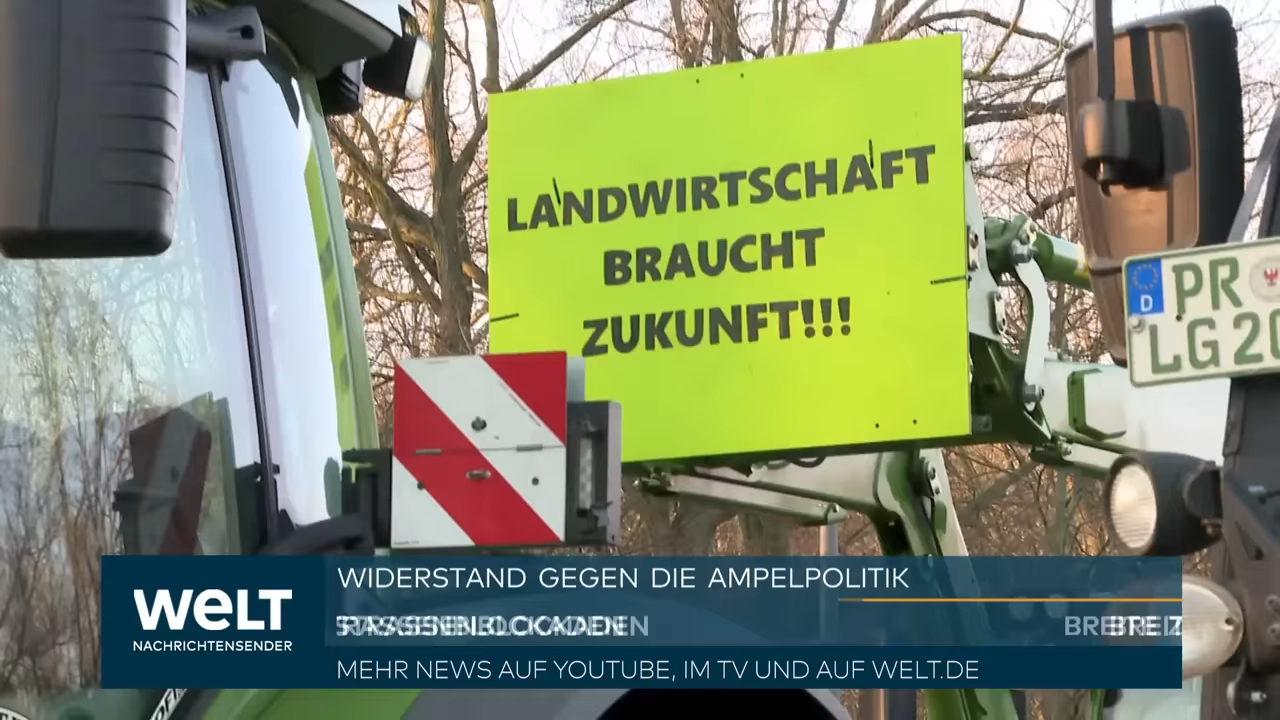 LANDWIRTSCHAFT
BRAUCHT
ZUKUNFT!!!
D
PR
LG 20
WIDERSTAND GEGEN DIE AMPELPOLITIK
welt
NACHRICHTENSENDER
MEHR NEWS AUF YOUTUBE, IM TV UND AUF WELT.DE